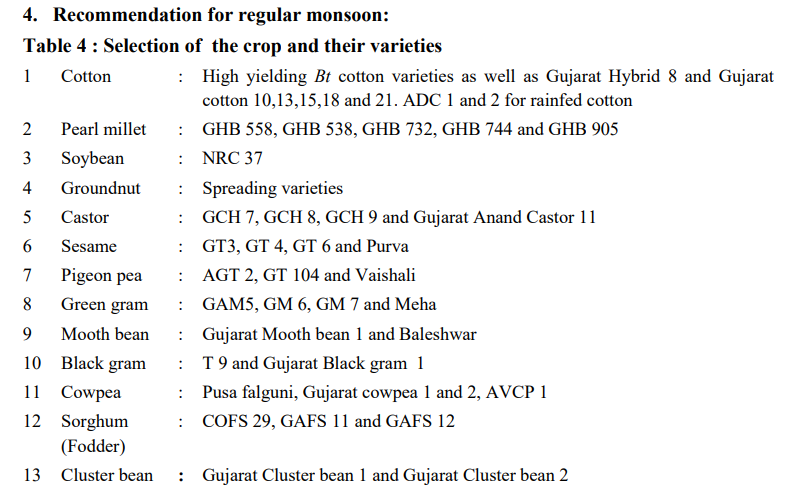 4. Recommendation for regular monsoon:
Table 4 : Selection of the crop and their varieties
1 Cotton : High yielding Bt cotton varieties as well as Gujarat Hybrid 8 and Gujarat
cotton 10,13,15,18 and 21. ADC 1 and 2 for rainfed cotton
2 Pearl millet : GHB 558, GHB 538, GHB 732, GHB 744 and GHB 905
3 Soybean : NRC 37
4 Groundnut : Spreading varieties
5 Castor : GCH 7, GCH 8, GCH 9 and Gujarat Anand Castor 11
6 Sesame : GT3, GT 4, GT 6 and Purva
7 Pigeon pea : AGT 2, GT 104 and Vaishali
8 Green gram : GAM5, GM 6, GM 7 and Meha
9 Mooth bean : Gujarat Mooth bean 1 and Baleshwar
10 Black gram : T 9 and Gujarat Black gram 1
11 Cowpea : Pusa falguni, Gujarat cowpea 1 and 2, AVCP 1
12 Sorghum : COFS 29, GAFS 11 and GAFS 12
(Fodder)
13 Cluster bean : Gujarat Cluster bean 1 and Gujarat Cluster bean 2